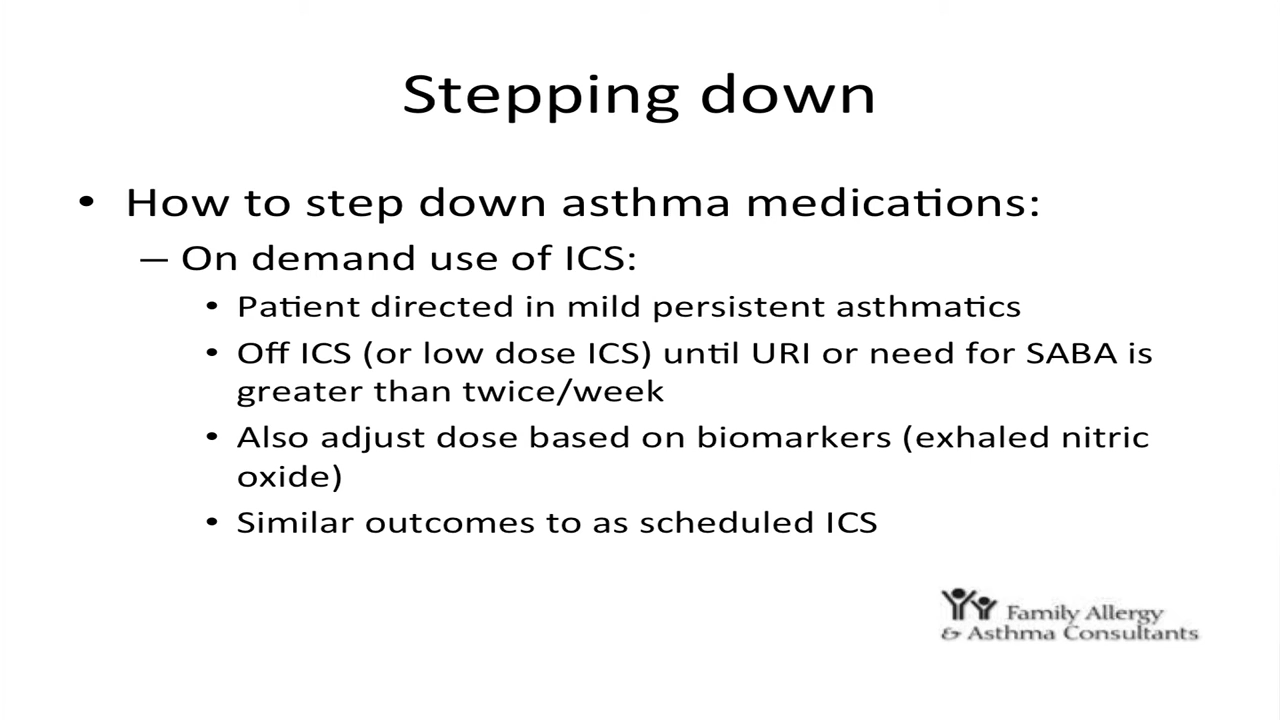 Stepping down
• How to step down asthma medications:
– On demand use of ICS:
• Patient directed in mild persistent asthmatics
• Off ICS (or low dose ICS) until URI or need for SABA is
greater than twice/week
• Also adjust dose based on biomarkers (exhaled nitric
oxide)
• Similar outcomes to as scheduled ICS
Family Allergy
& Asthma Consultants